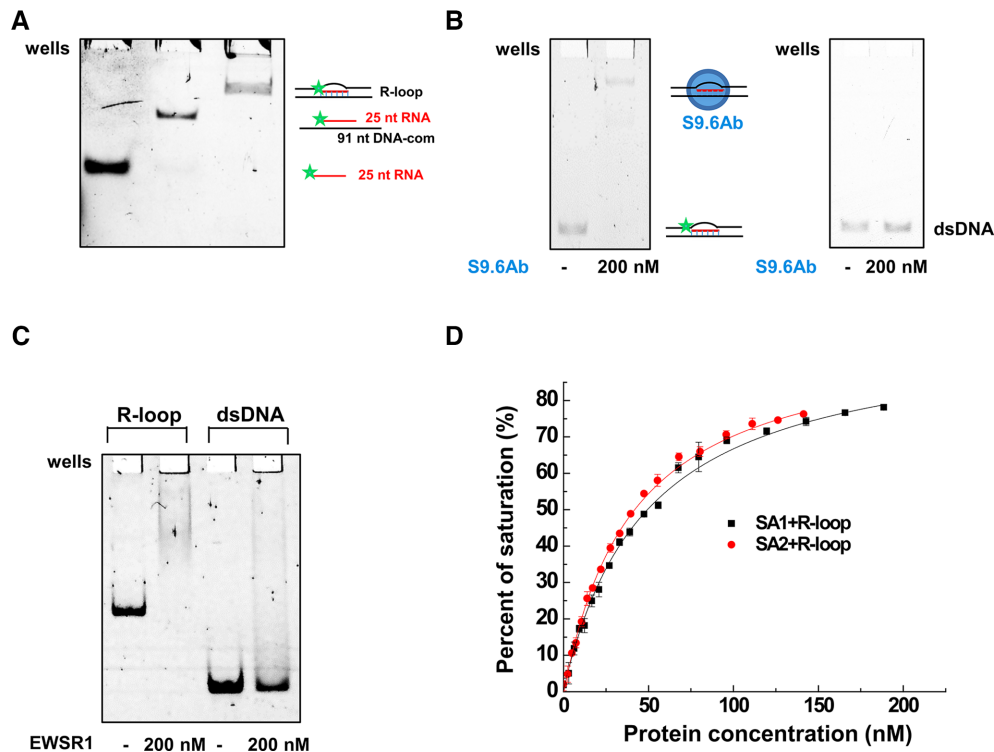 A
wells
R-loop
25 nt RNA
91 nt DNA-com
25 nt RNA
B
wells
S9.6Ab
S9.6Ab
- 200 nM
wells
dsDNA
S9.6Ab
- 200 nM
C
R-loop dsDNA
wells
EWSR1
- 200 nM - 200 nM
D
Percent of saturation (%)
80
70
60
50
40
30
20
10
0
SA1+R-loop
SA2+R-loop
0 50 100 150 200
Protein concentration (nM)